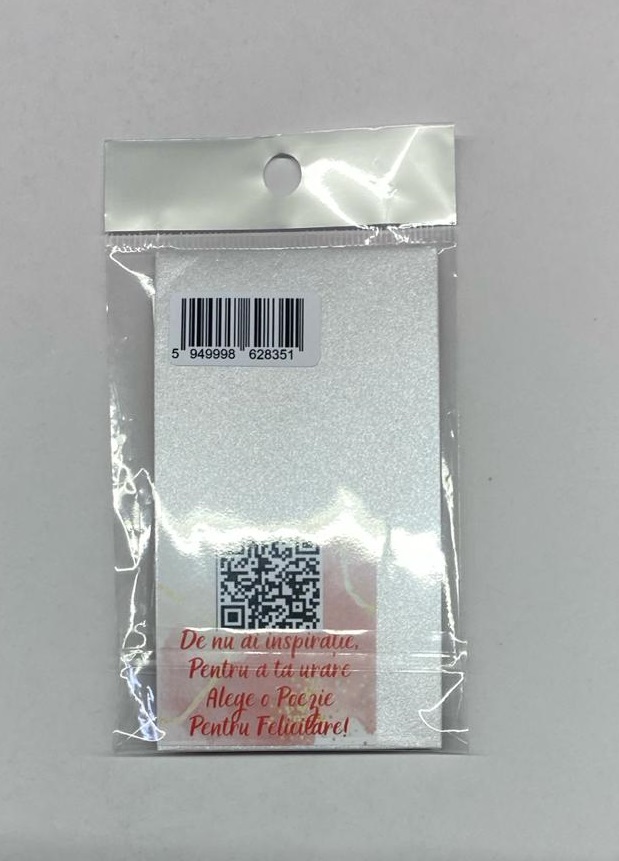 5 949998 628351
De nu ai inspirație,
Pentru a ta urare
Alege o Poezie
Pentru Felicitare!